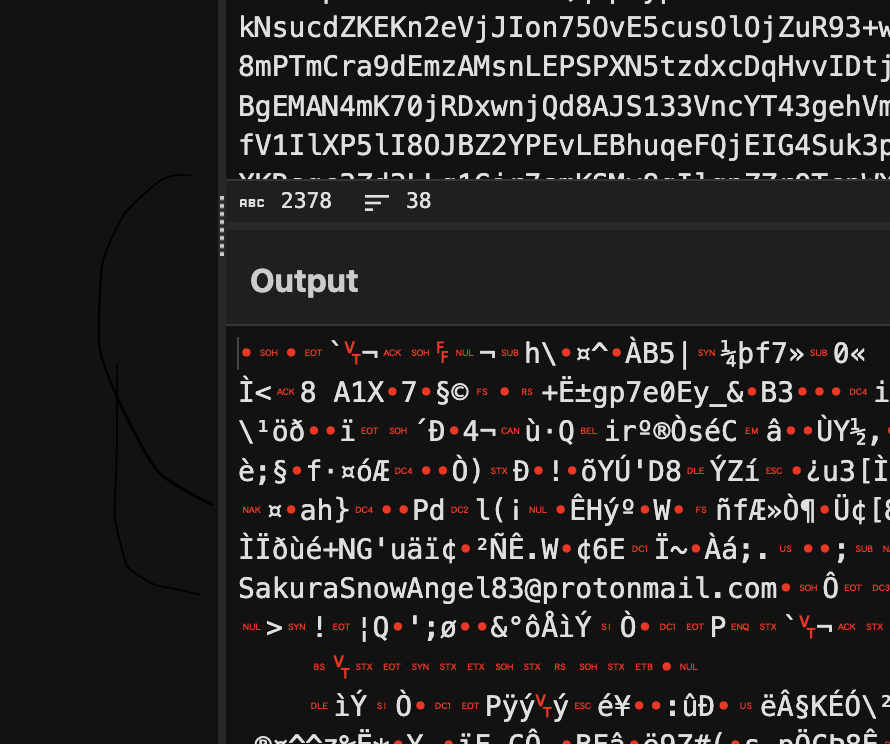 kNsucdZKEKn2eVjJIon75OvE5cusOlOjZuR93+w
8mPTmCra9dEmzAMsnLEPSPXN5tzdxcDqHvvIDtj
BgEMAN4mK70jRDxwnjQd8AJS133VncYT43gehVm
fV1IlXP5lI8OJBZ2YPEvLEBhuqeFQjEIG4Suk3p
ABC 2378 38
Output
• SOH • EOT `VT¬ ACK SOH FF NUL ¬ SUB h\•¤^•ÀB5| SYN ¼þf7» SUB 0«
Ì< ACK 8 A1X•7•§© FS • RS +Ë±gp7e0Ey_&•B3••• DC4 i
\¹öð••ï EOT SOH ´Ð•4¬ CAN ù·Q BEL irº®ÒséC EM â••ÙY½,
è;§•f·¤óÆ DC4 ••Ò) STX Ð•!•õYÚ'D8 DLE ÝZí ESC •¿u3[Ì
NAK ¤•ah} DC4 ••Pd DC2 l(¡ NUL •ÊHýº•W• FS ñfÆ»Ò¶•Ü¢[
ÌÏðùé+NG'uäï¢•²ÑÊ.W•¢6E DC1 Ï~•Àá;. US ••; SUB
SakuraSnowAngel83@protonmail.com• SOH Ô EOT DC3
NUL > SYN ! EOT ¦Q•';ø••&°ôÅìÝ SI Ò• DC1 EOT P ENQ STX `VT¬ ACK STX
BS VT STX EOT SYN STX ETX SOH STX RS SOH STX ETB • NUL
DLE ìÝ SI Ò• DC1 EOT PÿýVTý ESC é¥••:ûÐ• US ëÂ§KÉÓ\²